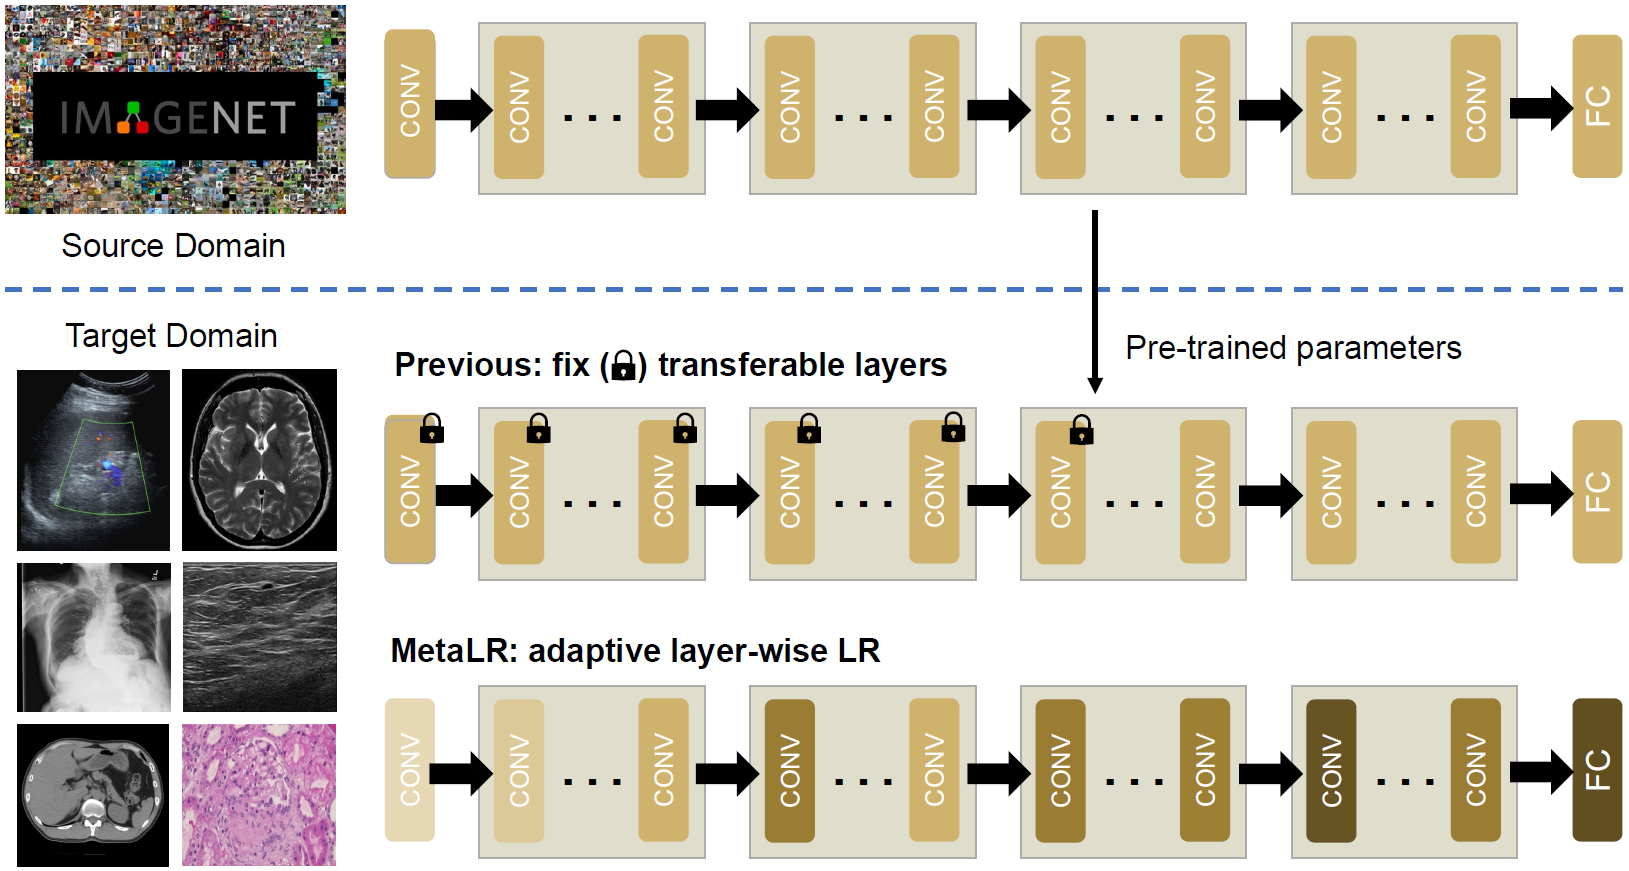 IMAGENET
CONV
CONV
. . .
CONV
CONV
. . .
CONV
CONV
. . .
CONV
CONV
. . .
CONV
FC
Source Domain
Target Domain
Pre-trained parameters
Previous: fix () transferable layers
CONV
CONV
. . .
CONV
CONV
. . .
CONV
CONV
. . .
CONV
CONV
. . .
CONV
FC
MetaLR: adaptive layer-wise LR
CONV
CONV
. . .
CONV
CONV
. . .
CONV
CONV
. . .
CONV
CONV
. . .
CONV
FC